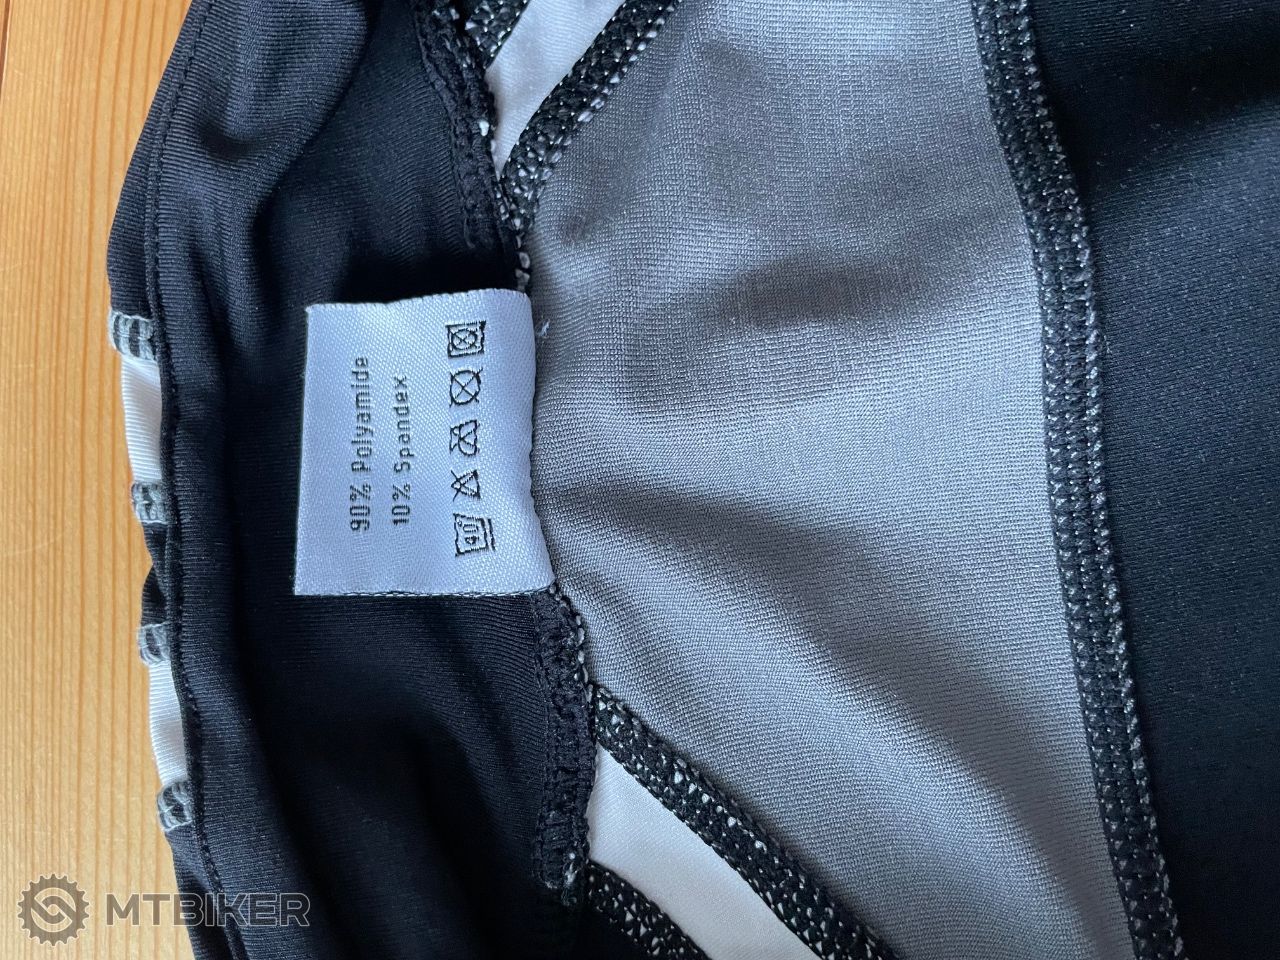 90% Polyamide
10% Spandex
40
MTBIKER